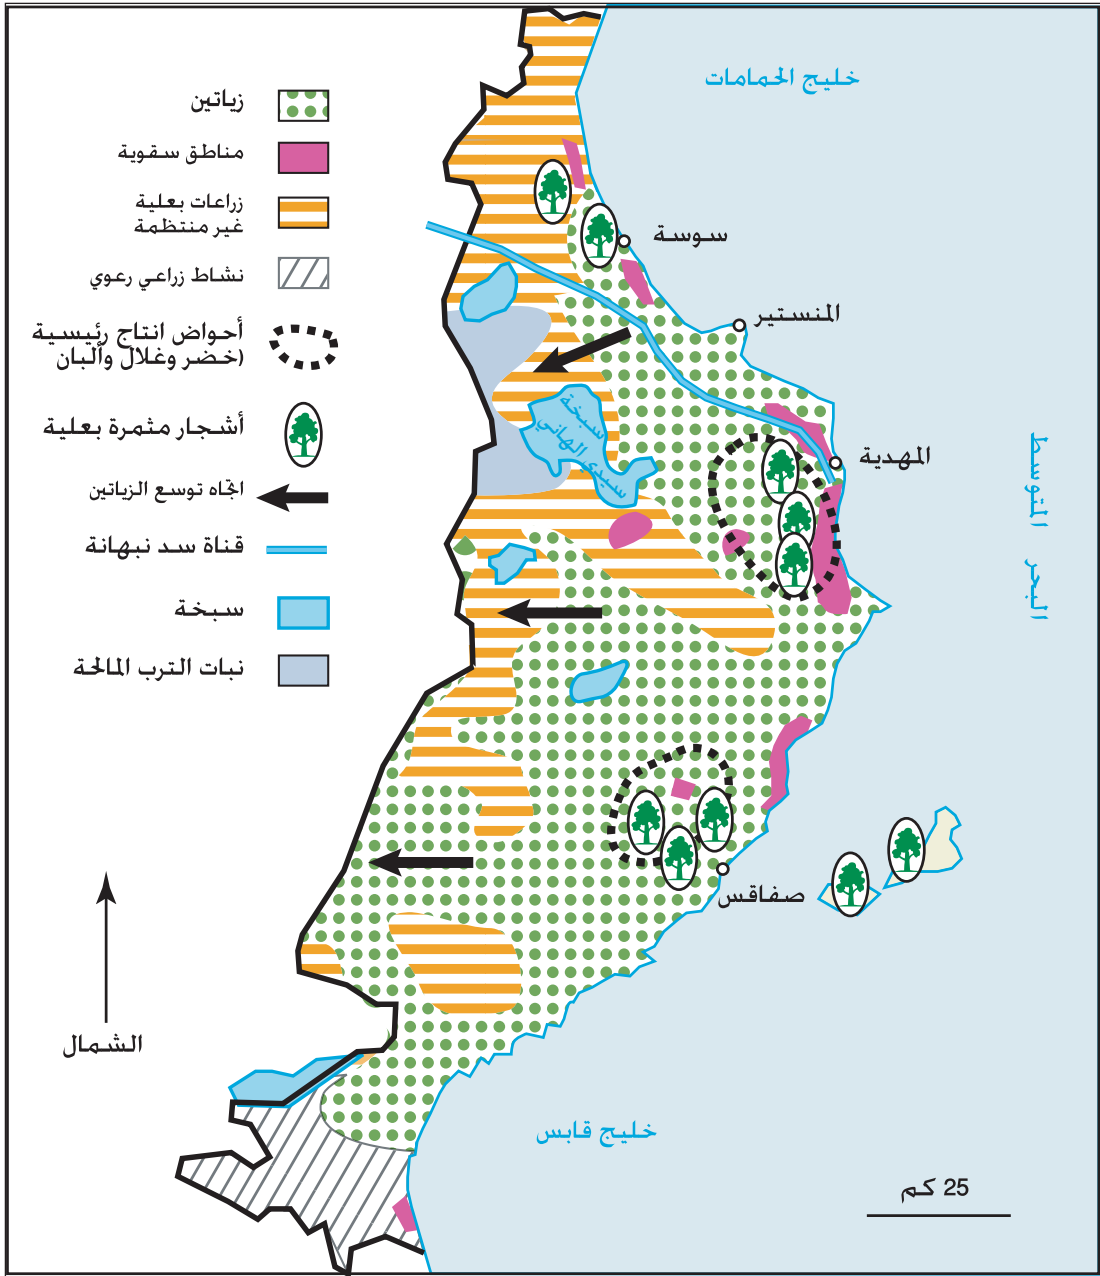 خليج الحمامات
زياتين
مناطق سقوية
زراعات بعلية
غير منتظمة
نشاط زراعي رعوي
أحواض انتاج رئيسية
(خضر وغلال وألبان
أشجار مثمرة بعلية
اتجاه توسع الزياتين
قناة سد نبهانة
سبخة
نبات الترب المالحة
سوسة
المنستير
المهدية
سبخة
سيدي الهاني
البحر المتوسط
صفاقس
الشمال
خليج قابس
25 كم